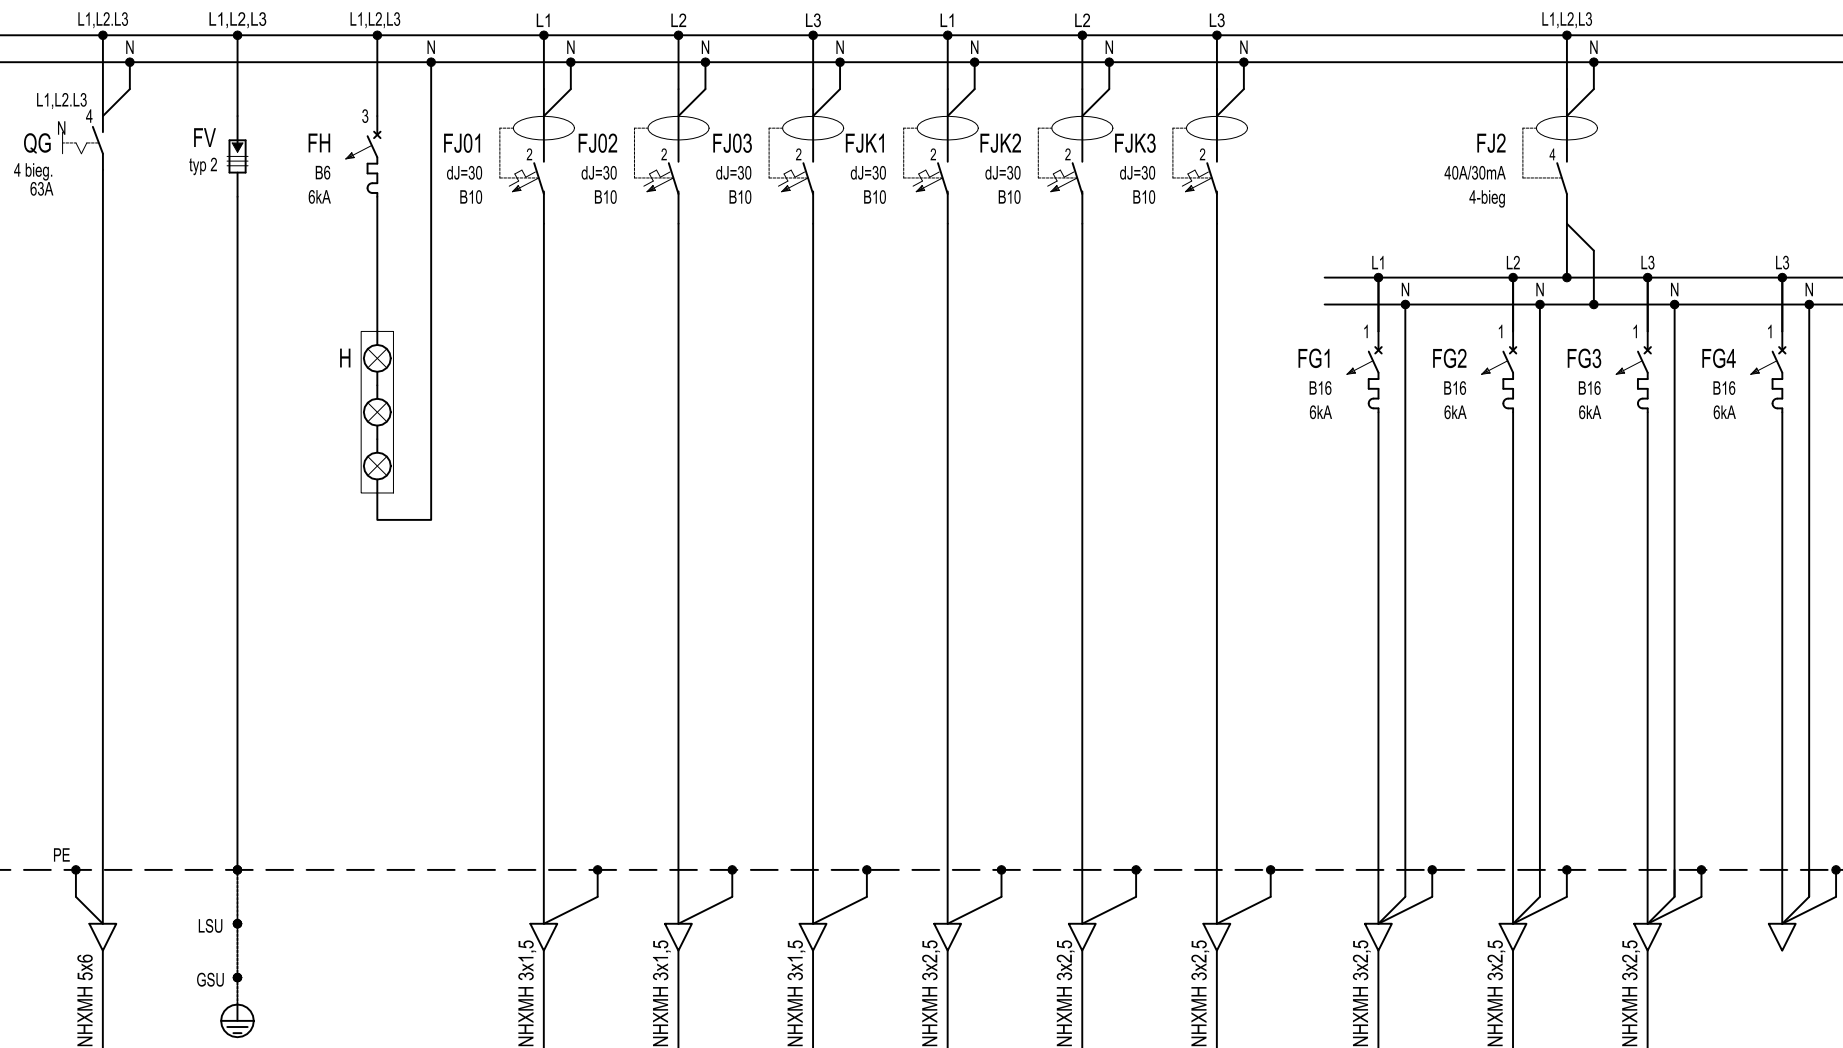 L1,L2.L3
L1,L2,L3
L1,L2,L3
L1
L2
L3
L1
L2
L3
L1,L2,L3
N
N
N
N
N
N
N
N
N
L1,L2.L3
N
4
QG
4 bieg.
63A
FV
typ 2
3
FH
B6
6kA
FJ01
2
dJ=30
B10
FJ02
2
dJ=30
B10
FJ03
2
dJ=30
B10
FJK1
2
dJ=30
B10
FJK2
2
dJ=30
B10
FJK3
2
dJ=30
B10
FJ2
4
40A/30mA
4-bieg
L1
L2
L3
L3
N
N
N
N
H
1
FG1
B16
6kA
1
FG2
B16
6kA
1
FG3
B16
6kA
1
FG4
B16
6kA
PE
LSU
GSU
NHXMH 5x6
NHXMH 3x1,5
NHXMH 3x1,5
NHXMH 3x1,5
NHXMH 3x2,5
NHXMH 3x2,5
NHXMH 3x2,5
NHXMH 3x2,5
NHXMH 3x2,5
NHXMH 3x2,5